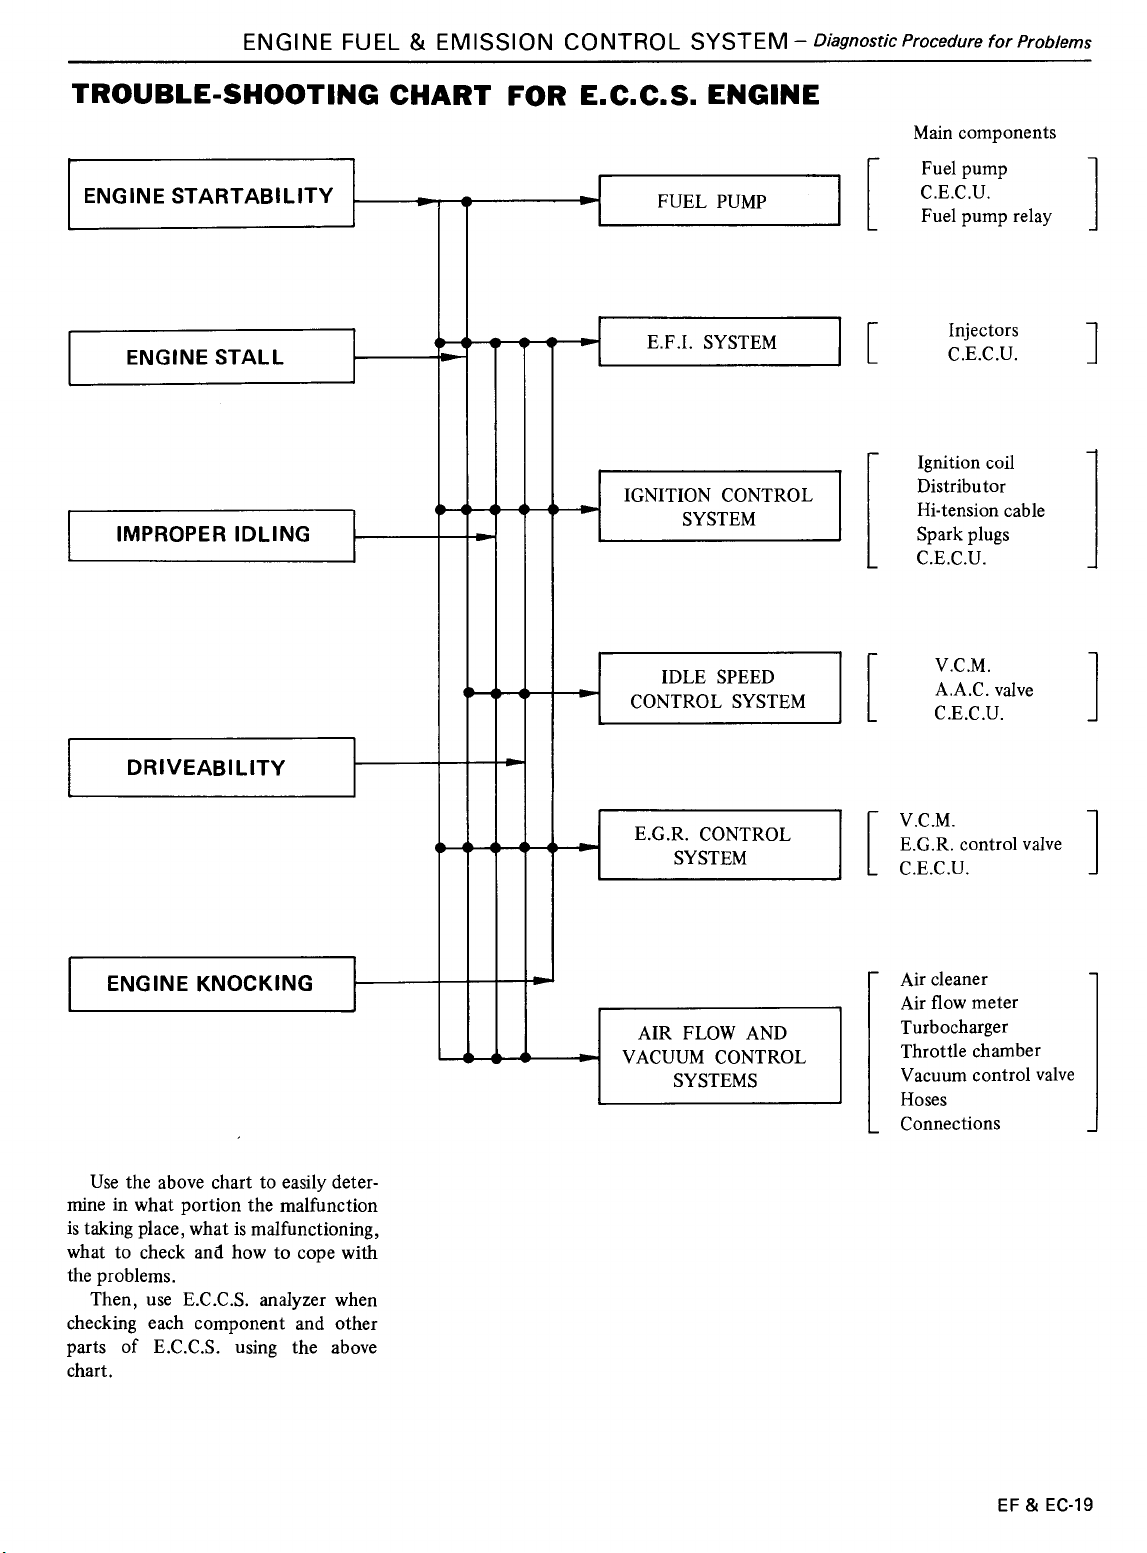 ENGINE FUEL & EMISSION CONTROL SYSTEM – Diagnostic Procedure for Problems
TROUBLE-SHOOTING CHART FOR E.C.C.S. ENGINE
Main components
ENGINE STARTABILITY
FUEL PUMP
Fuel pump
C.E.C.U.
Fuel pump relay
ENGINE STALL
E.F.I. SYSTEM
Injectors
C.E.C.U.
IMPROPER IDLING
IGNITION CONTROL
SYSTEM
Ignition coil
Distributor
Hi-tension cable
Spark plugs
C.E.C.U.
IDLE SPEED
CONTROL SYSTEM
V.C.M.
A.A.C. valve
C.E.C.U.
DRIVEABILITY
E.G.R. CONTROL
SYSTEM
V.C.M.
E.G.R. control valve
C.E.C.U.
ENGINE KNOCKING
AIR FLOW AND
VACUUM CONTROL
SYSTEMS
Air cleaner
Air flow meter
Turbocharger
Throttle chamber
Vacuum control valve
Hoses
Connections
Use the above chart to easily deter-
mine in what portion the malfunction
is taking place, what is malfunctioning,
what to check and how to cope with
the problems.
Then, use E.C.C.S. analyzer when
checking each component and other
parts of E.C.C.S. using the above
chart.
EF & EC-19